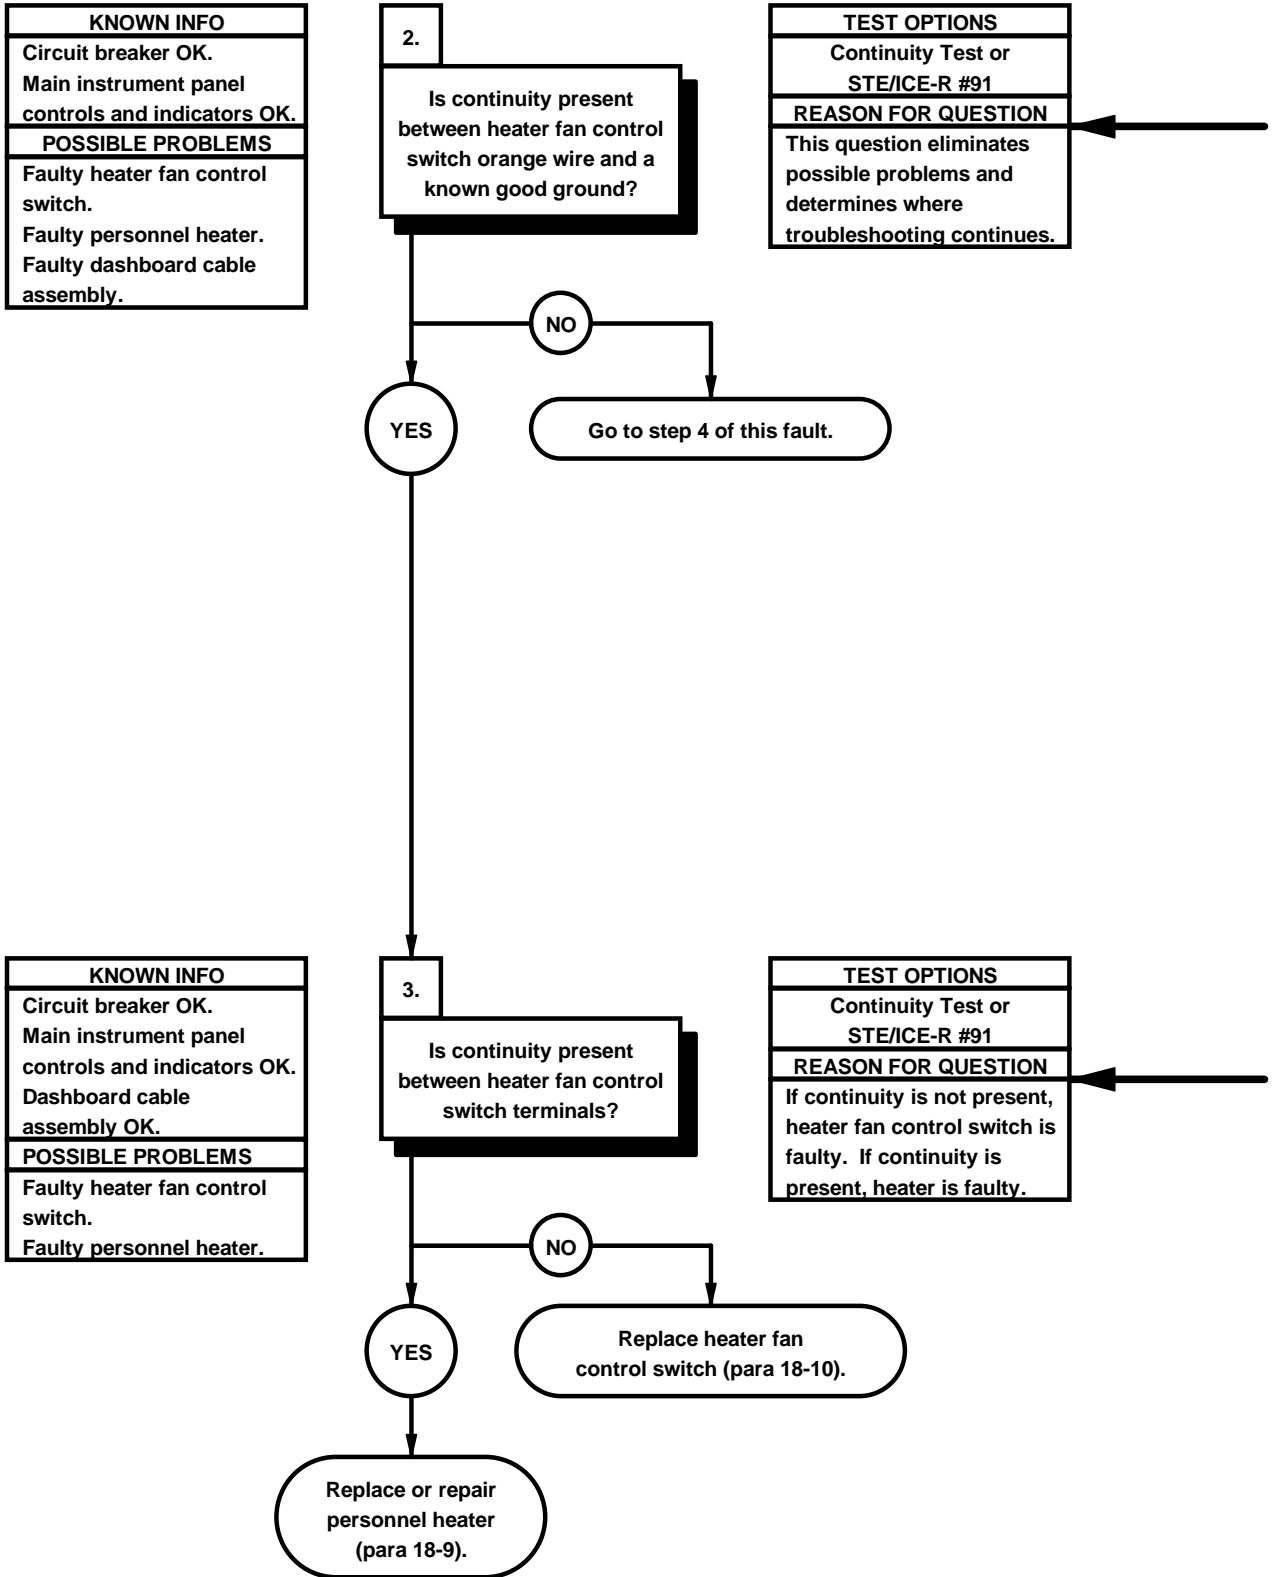 KNOWN INFO
Circuit breaker OK.
Main instrument panel
controls and indicators OK.
POSSIBLE PROBLEMS
Faulty heater fan control
switch.
Faulty personnel heater.
Faulty dashboard cable
assembly.
2.
Is continuity present
between heater fan control
switch orange wire and a
known good ground?
TEST OPTIONS
Continuity Test or
STE/ICE-R #91
REASON FOR QUESTION
This question eliminates
possible problems and
determines where
troubleshooting continues.
NO
YES
Go to step 4 of this fault.
KNOWN INFO
Circuit breaker OK.
Main instrument panel
controls and indicators OK.
Dashboard cable
assembly OK.
POSSIBLE PROBLEMS
Faulty heater fan control
switch.
Faulty personnel heater.
3.
Is continuity present
between heater fan control
switch terminals?
TEST OPTIONS
Continuity Test or
STE/ICE-R #91
REASON FOR QUESTION
If continuity is not present,
heater fan control switch is
faulty.  If continuity is
present, heater is faulty.
NO
YES
Replace heater fan
control switch (para 18-10).
Replace or repair
personnel heater
(para 18-9).